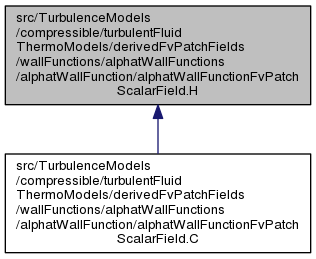 src/TurbulenceModels
/compressible/turbulentFluid
ThermoModels/derivedFvPatchFields
/wallFunctions/alphatWallFunctions
/alphatWallFunction/alphatWallFunctionFvPatch
ScalarField.H
src/TurbulenceModels
/compressible/turbulentFluid
ThermoModels/derivedFvPatchFields
/wallFunctions/alphatWallFunctions
/alphatWallFunction/alphatWallFunctionFvPatch
ScalarField.C